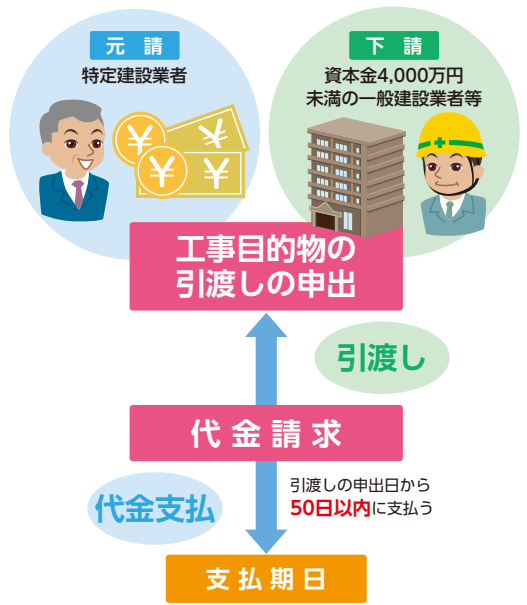 元請
特定建設業者
下請
資本金4,000万円
未満の一般建設業者等
¥
¥
¥
¥
工事目的物の
引渡しの申出
引渡し
代金請求
引渡しの申出日から
50日以内に支払う
代金支払
支払期日